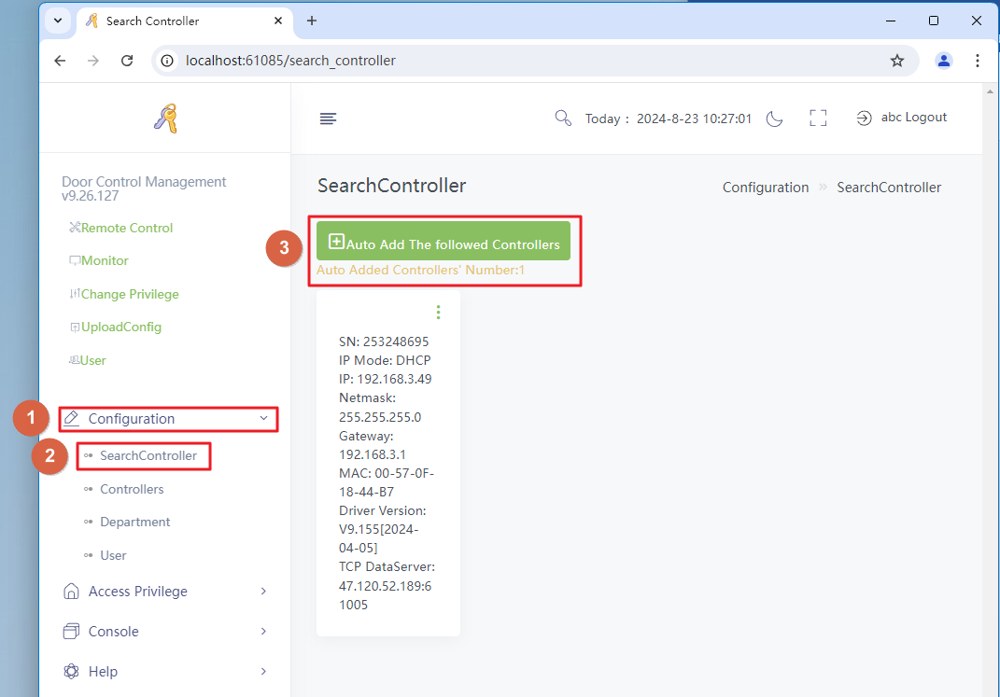 Search Controller
localhost:61085/search_controller
Today : 2024-8-23 10:27:01
abc Logout
Door Control Management
v9.26.127
Remote Control
Monitor
Change Privilege
UploadConfig
User
1
Configuration
2
SearchController
Controllers
Department
User
Access Privilege
Console
Help
SearchController
Configuration » SearchController
3
Auto Add The followed Controllers
Auto Added Controllers' Number:1
SN: 253248695
IP Mode: DHCP
IP: 192.168.3.49
Netmask:
255.255.255.0
Gateway:
192.168.3.1
MAC: 00-57-0F-
18-44-B7
Driver Version:
V9.155[2024-
04-05]
TCP DataServer:
47.120.52.189:6
1005